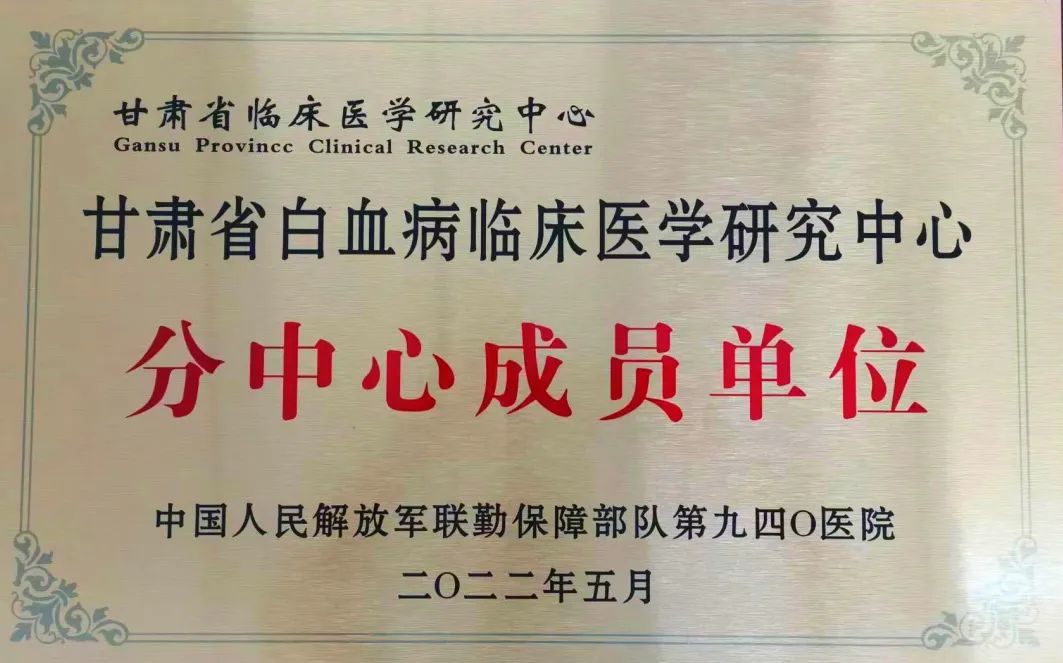 甘肃省临床医学研究中心
Gansu Provincc Clinical Research Center
甘肃省白血病临床医学研究中心
分中心成员单位
中国人民解放军联勤保障部队第九四O医院
二O二二年五月